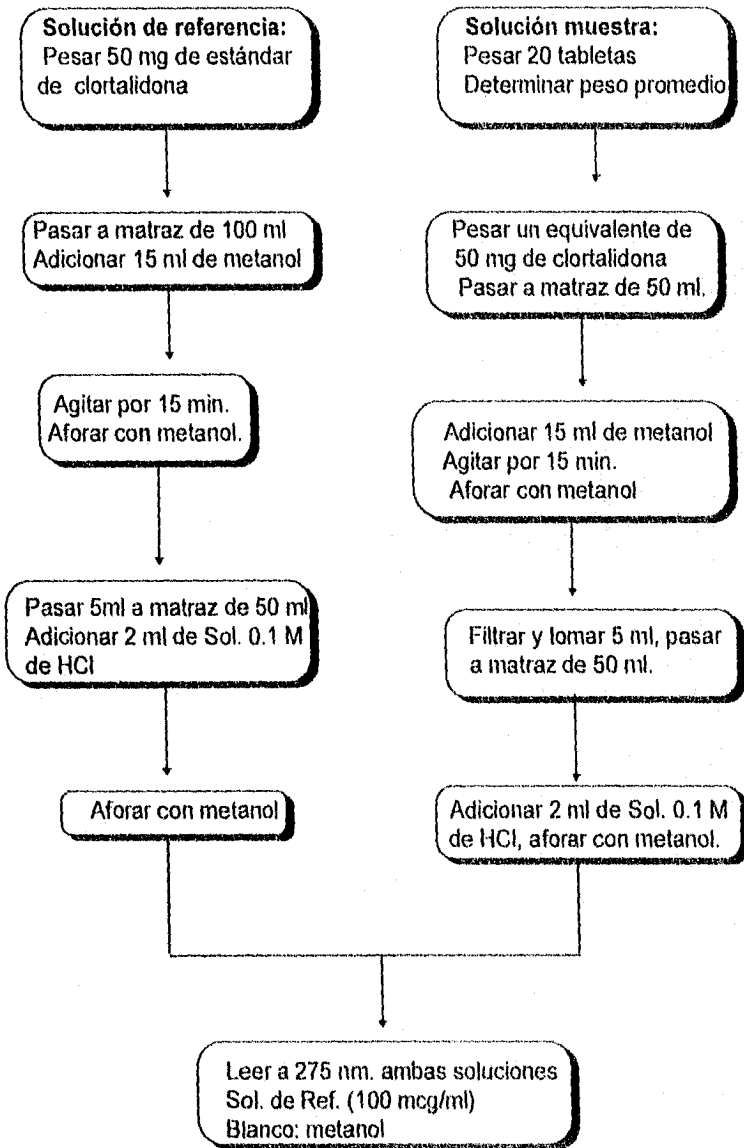 Solución de referencia:
Pesar 50 mg de estándar
de clortalidona
Pasar a matraz de 100 ml
Adicionar 15 ml de metanol
Agitar por 15 min.
Aforar con metanol.
Pasar 5ml a matraz de 50 ml
Adicionar 2 ml de Sol. 0.1 M
de HCl
Aforar con metanol
Solución muestra:
Pesar 20 tabletas
Determinar peso promedio
Pesar un equivalente de
50 mg de clortalidona
Pasar a matraz de 50 ml.
Adicionar 15 ml de metanol
Agitar por 15 min.
Aforar con metanol
Filtrar y tomar 5 ml, pasar
a matraz de 50 ml.
Adicionar 2 ml de Sol. 0.1 M
de HCl, aforar con metanol.
Leer a 275 nm. ambas soluciones
Sol. de Ref. (100 mcg/ml)
Blanco: metanol